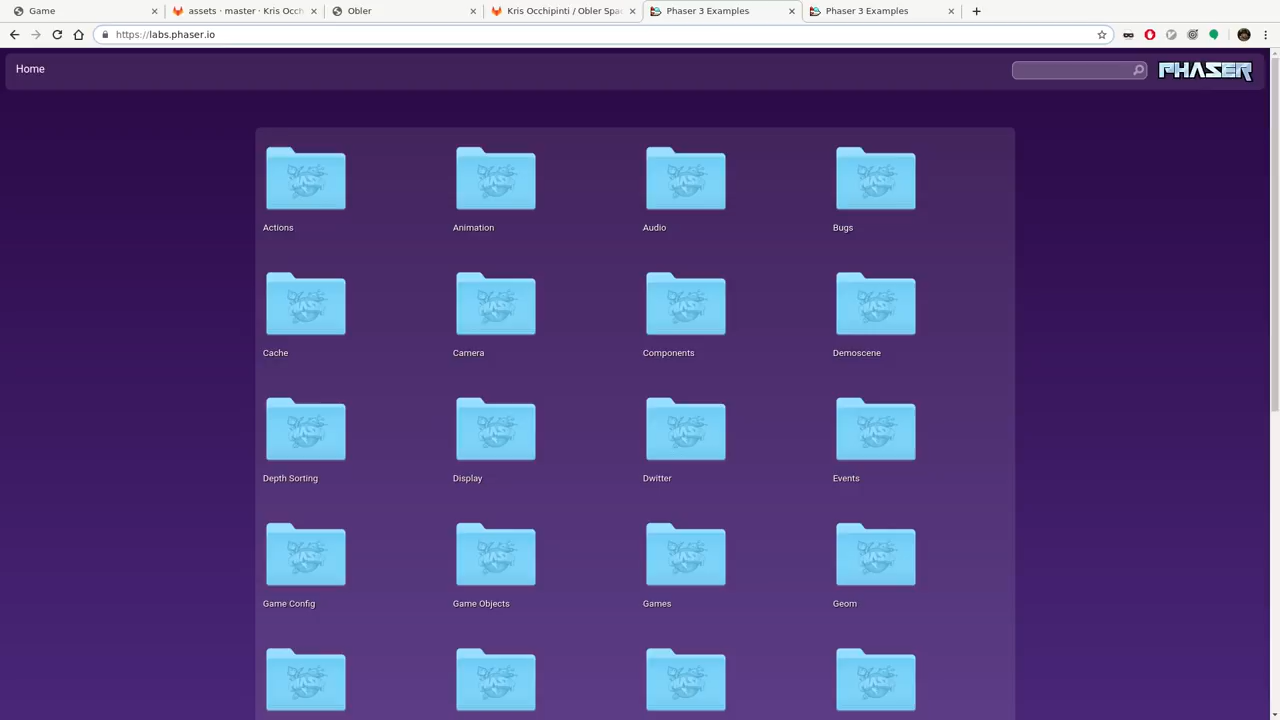 Game
assets · master · Kris Occh
Obler
Kris Occhipinti / Obler Spa
Phaser 3 Examples
Phaser 3 Examples
https://labs.phaser.io
Home
PHASER
Actions
Animation
Audio
Bugs
Cache
Camera
Components
Demoscene
Depth Sorting
Display
Dwitter
Events
Game Config
Game Objects
Games
Geom